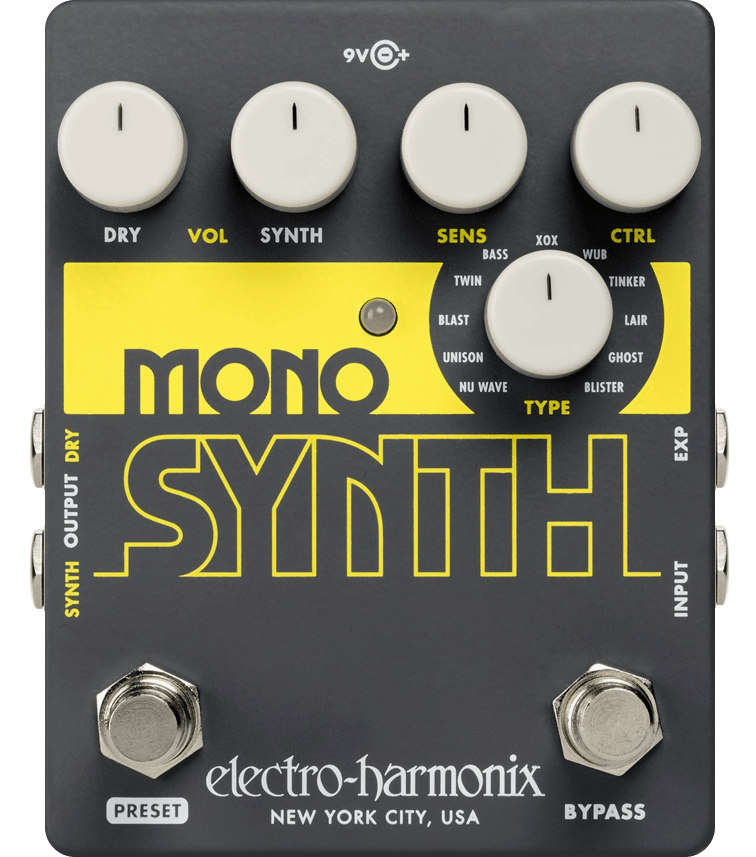 9V
DRY VOL SYNTH SENS CTRL
BASS XOX WUB
TWIN TINKER
BLAST LAIR
UNISON GHOST
NU WAVE BLISTER
TYPE
MONO
SYNTH
SYNTH OUTPUT DRY
EXP
INPUT
electro-harmonix
PRESET
NEW YORK CITY, USA
BYPASS